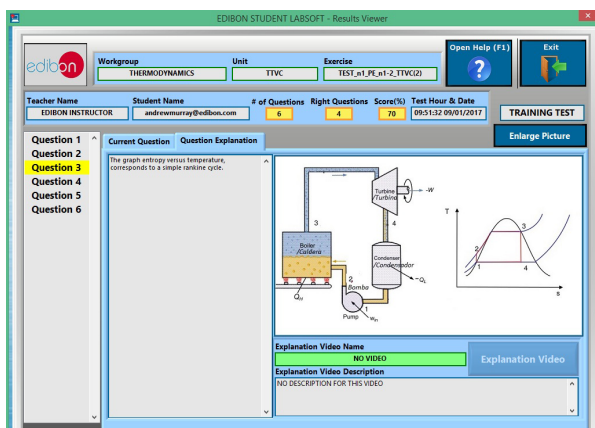 EDIBON STUDENT LABSOFT - Results Viewer
edibon
Workgroup
THERMODYNAMICS
Unit
TTVC
Exercise
TEST_n1_PE_n1-2_TTVC(2)
Open Help (F1)
?
Exit
Teacher Name
EDIBON INSTRUCTOR
Student Name
andrewmurray@edibon.com
# of Questions
6
Right Questions
4
Score(%)
70
Test Hour & Date
09:51:32 09/01/2017
TRAINING TEST
Enlarge Picture
Question 1
Question 2
Question 3
Question 4
Question 5
Question 6
Current Question
Question Explanation
The graph entropy versus temperature,
corresponds to a simple rankine cycle.
Turbine
/Turbina
-W
3
4
Boiler
/Caldera
Condenser
/Condensador
-QL
QH
2
Bomba
1
Pump
Win
T
3
2
1
4
s
Explanation Video Name
NO VIDEO
Explanation Video
Explanation Video Description
NO DESCRIPTION FOR THIS VIDEO